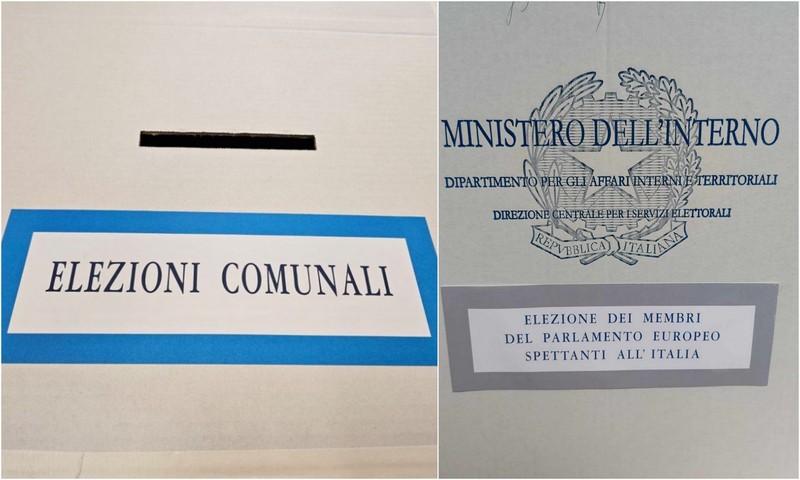 ELEZIONI COMUNALI
MINISTERO DELL'INTERNO
DIPARTIMENTO PER GLI AFFARI INTERNI E TERRITORIALI
DIREZIONE CENTRALE PER I SERVIZI ELETTORALI
REPVBBLICA ITALIANA
ELEZIONE DEI MEMBRI
DEL PARLAMENTO EUROPEO
SPETTANTI ALL'ITALIA